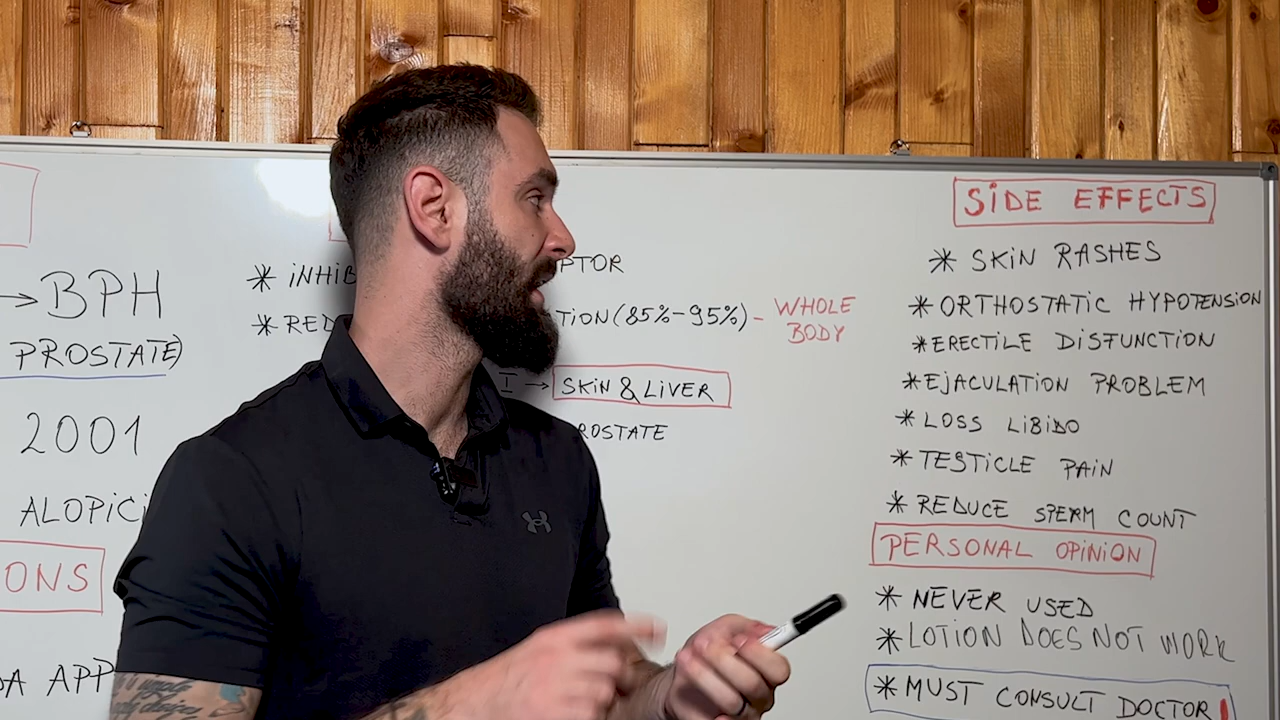 →BPH
PROSTATE)
2001
ONS
* INHIB
* RED
PTOR
TION (85%-95%) - WHOLE BODY
I → SKIN & LIVER
ROSTATE
SIDE EFFECTS
* SKIN RASHES
* ORTHOSTATIC HYPOTENSION
* ERECTILE DISFUNCTION
* EJACULATION PROBLEM
* LOSS LIBIDO
* TESTICLE PAIN
* REDUCE SPERM COUNT
PERSONAL OPINION
* NEVER USED
* LOTION DOES NOT WORK
* MUST CONSULT DOCTOR!